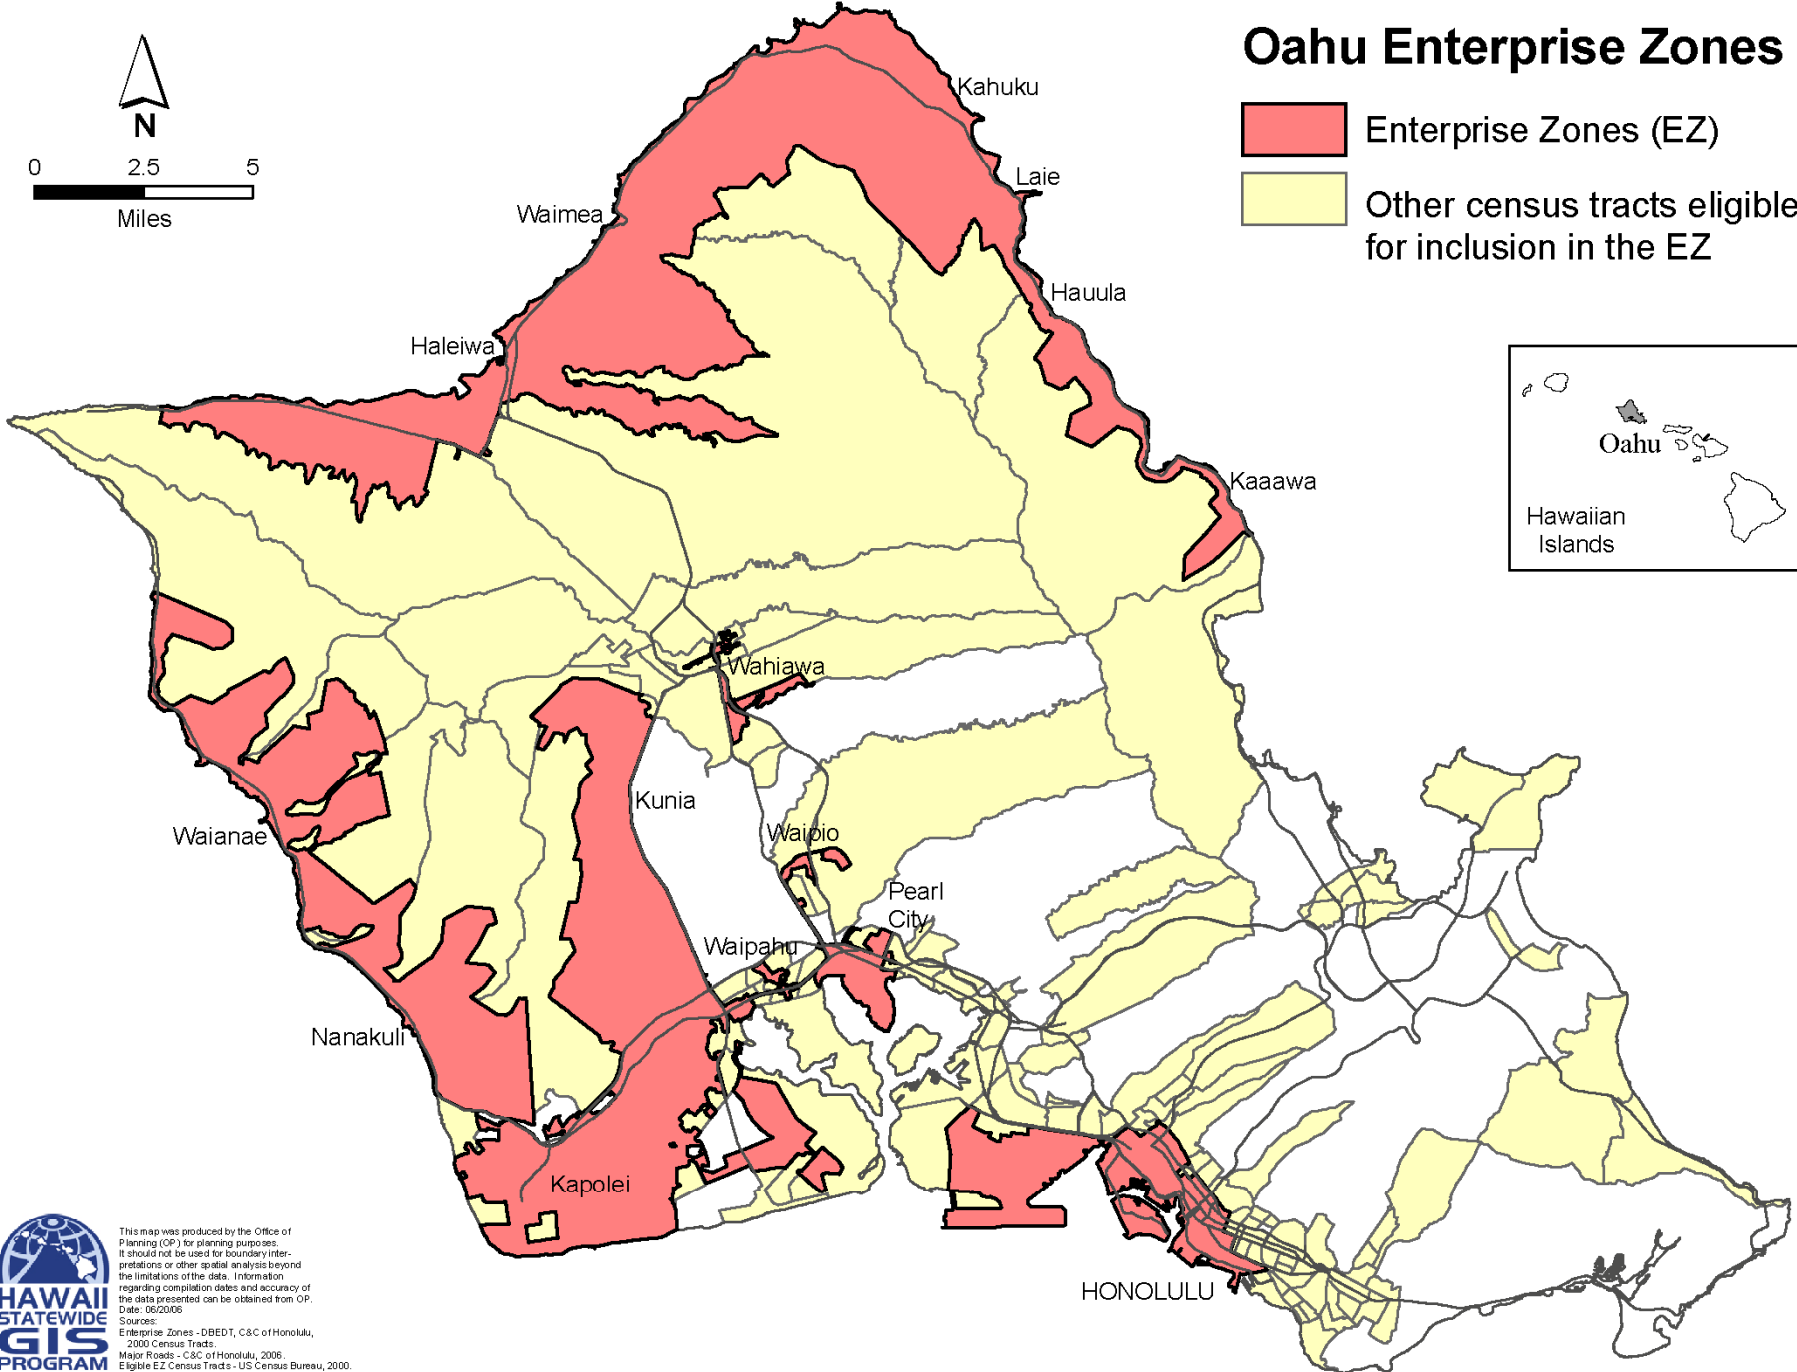 Oahu Enterprise Zones
Enterprise Zones (EZ)
Other census tracts eligible
for inclusion in the EZ
N
0 2.5 5
Miles
Kahuku
Laie
Waimea
Hauula
Haleiwa
Kaaawa
Oahu
Hawaiian
Islands
Wahiawa
Kunia
Waipio
Waianae
Pearl
City
Waipahu
Nanakuli
Kapolei
HONOLULU
HAWAII
STATEWIDE
GIS
PROGRAM
This map was produced by the Office of
Planning (OP) for planning purposes.
It should not be used for boundary inter-
pretations or other spatial analysis beyond
the limitations of the data. Information
regarding compilation dates and accuracy of
the data presented can be obtained from OP.
Date: 06/20/06
Sources:
Enterprise Zones - DBEDT, C&C of Honolulu,
2000 Census Tracts.
Major Roads - C&C of Honolulu, 2006.
Eligible EZ Census Tracts - US Census Bureau, 2000.